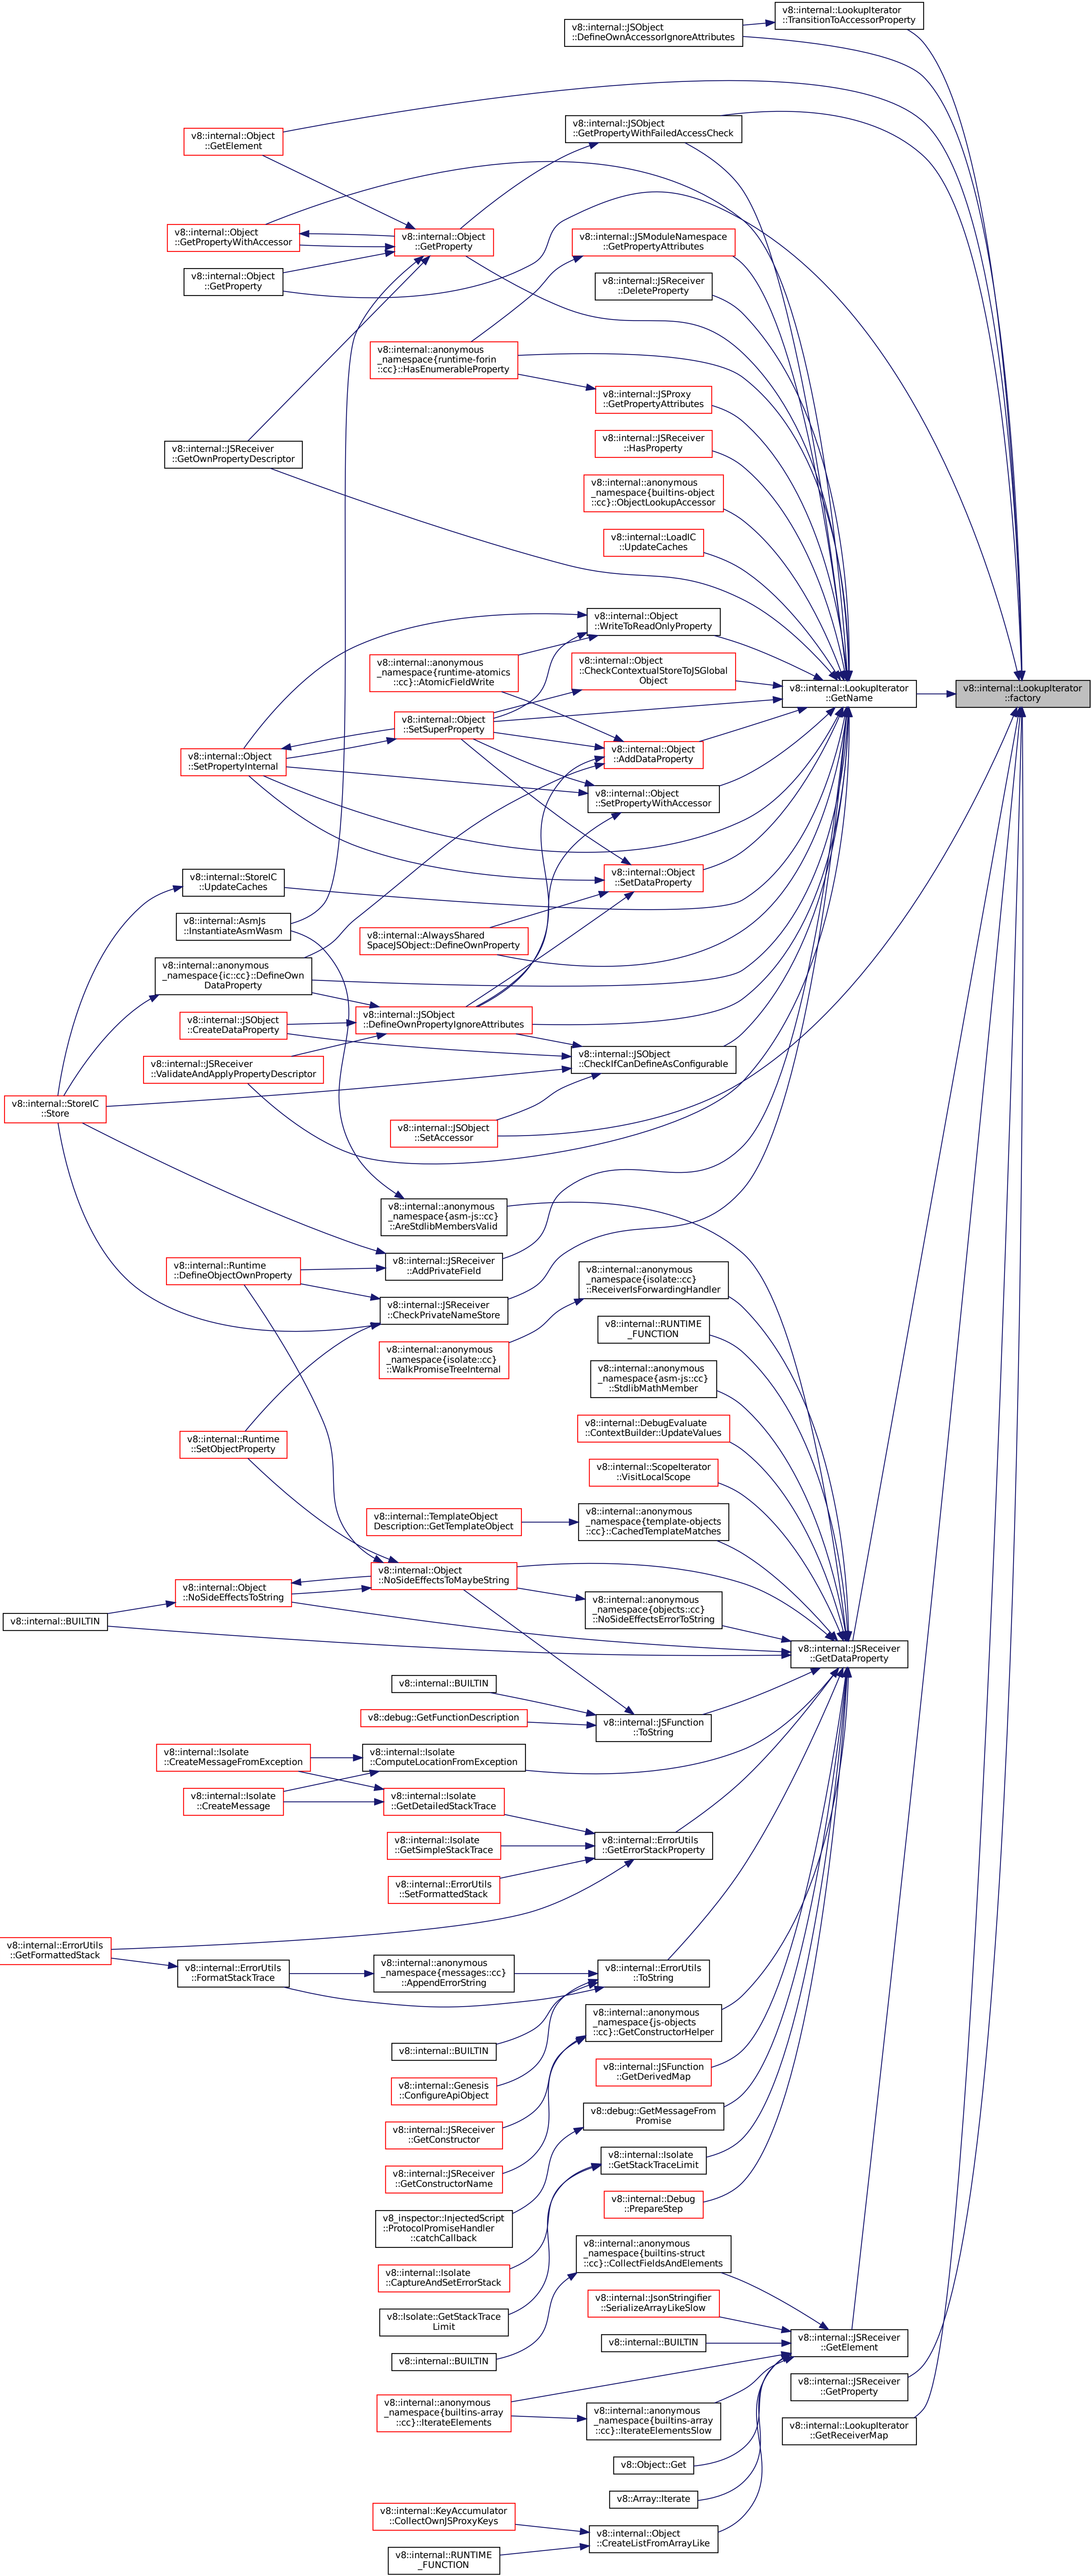 v8::internal::LookupIterator
::TransitionToAccessorProperty
v8::internal::JSObject
::DefineOwnAccessorIgnoreAttributes
v8::internal::JSObject
::GetPropertyWithFailedAccessCheck
v8::internal::Object
::GetElement
v8::internal::Object
::GetPropertyWithAccessor
v8::internal::Object
::GetProperty
v8::internal::JSModuleNamespace
::GetPropertyAttributes
v8::internal::Object
::GetProperty
v8::internal::JSReceiver
::DeleteProperty
v8::internal::anonymous
_namespace{runtime-forin
::cc}::HasEnumerableProperty
v8::internal::JSProxy
::GetPropertyAttributes
v8::internal::JSReceiver
::HasProperty
v8::internal::JSReceiver
::GetOwnPropertyDescriptor
v8::internal::anonymous
_namespace{builtins-object
::cc}::ObjectLookupAccessor
v8::internal::LoadIC
::UpdateCaches
v8::internal::Object
::WriteToReadOnlyProperty
v8::internal::anonymous
_namespace{runtime-atomics
::cc}::AtomicFieldWrite
v8::internal::Object
::CheckContextualStoreToJSGlobal
Object
v8::internal::LookupIterator
::GetName
v8::internal::LookupIterator
::factory
v8::internal::Object
::SetSuperProperty
v8::internal::Object
::SetPropertyInternal
v8::internal::Object
::AddDataProperty
v8::internal::Object
::SetPropertyWithAccessor
v8::internal::StoreIC
::UpdateCaches
v8::internal::Object
::SetDataProperty
v8::internal::AsmJs
::InstantiateAsmWasm
v8::internal::AlwaysShared
SpaceJSObject::DefineOwnProperty
v8::internal::anonymous
_namespace{ic::cc}::DefineOwn
DataProperty
v8::internal::JSObject
::CreateDataProperty
v8::internal::JSObject
::DefineOwnPropertyIgnoreAttributes
v8::internal::JSReceiver
::ValidateAndApplyPropertyDescriptor
v8::internal::JSObject
::CheckIfCanDefineAsConfigurable
v8::internal::StoreIC
::Store
v8::internal::JSObject
::SetAccessor
v8::internal::anonymous
_namespace{asm-js::cc}
::AreStdlibMembersValid
v8::internal::Runtime
::DefineObjectOwnProperty
v8::internal::JSReceiver
::AddPrivateField
v8::internal::anonymous
_namespace{isolate::cc}
::ReceiverIsForwardingHandler
v8::internal::JSReceiver
::CheckPrivateNameStore
v8::internal::RUNTIME
_FUNCTION
v8::internal::anonymous
_namespace{isolate::cc}
::WalkPromiseTreeInternal
v8::internal::anonymous
_namespace{asm-js::cc}
::StdlibMathMember
v8::internal::Runtime
::SetObjectProperty
v8::internal::DebugEvaluate
::ContextBuilder::UpdateValues
v8::internal::ScopeIterator
::VisitLocalScope
v8::internal::TemplateObject
Description::GetTemplateObject
v8::internal::anonymous
_namespace{template-objects
::cc}::CachedTemplateMatches
v8::internal::Object
::NoSideEffectsToMaybeString
v8::internal::Object
::NoSideEffectsToString
v8::internal::anonymous
_namespace{objects::cc}
::NoSideEffectsErrorToString
v8::internal::BUILTIN
v8::internal::JSReceiver
::GetDataProperty
v8::internal::BUILTIN
v8::debug::GetFunctionDescription
v8::internal::JSFunction
::ToString
v8::internal::Isolate
::CreateMessageFromException
v8::internal::Isolate
::ComputeLocationFromException
v8::internal::Isolate
::CreateMessage
v8::internal::Isolate
::GetDetailedStackTrace
v8::internal::Isolate
::GetSimpleStackTrace
v8::internal::ErrorUtils
::GetErrorStackProperty
v8::internal::ErrorUtils
::SetFormattedStack
v8::internal::ErrorUtils
::GetFormattedStack
v8::internal::ErrorUtils
::FormatStackTrace
v8::internal::anonymous
_namespace{messages::cc}
::AppendErrorString
v8::internal::ErrorUtils
::ToString
v8::internal::BUILTIN
v8::internal::anonymous
_namespace{js-objects
::cc}::GetConstructorHelper
v8::internal::Genesis
::ConfigureApiObject
v8::internal::JSFunction
::GetDerivedMap
v8::internal::JSReceiver
::GetConstructor
v8::debug::GetMessageFrom
Promise
v8::internal::JSReceiver
::GetConstructorName
v8::internal::Isolate
::GetStackTraceLimit
v8_inspector::InjectedScript
::ProtocolPromiseHandler
::catchCallback
v8::internal::Debug
::PrepareStep
v8::internal::Isolate
::CaptureAndSetErrorStack
v8::internal::anonymous
_namespace{builtins-struct
::cc}::CollectFieldsAndElements
v8::Isolate::GetStackTrace
Limit
v8::internal::JsonStringifier
::SerializeArrayLikeSlow
v8::internal::BUILTIN
v8::internal::BUILTIN
v8::internal::JSReceiver
::GetElement
v8::internal::JSReceiver
::GetProperty
v8::internal::anonymous
_namespace{builtins-array
::cc}::IterateElements
v8::internal::anonymous
_namespace{builtins-array
::cc}::IterateElementsSlow
v8::internal::LookupIterator
::GetReceiverMap
v8::Object::Get
v8::Array::Iterate
v8::internal::KeyAccumulator
::CollectOwnJSProxyKeys
v8::internal::Object
::CreateListFromArrayLike
v8::internal::RUNTIME
_FUNCTION